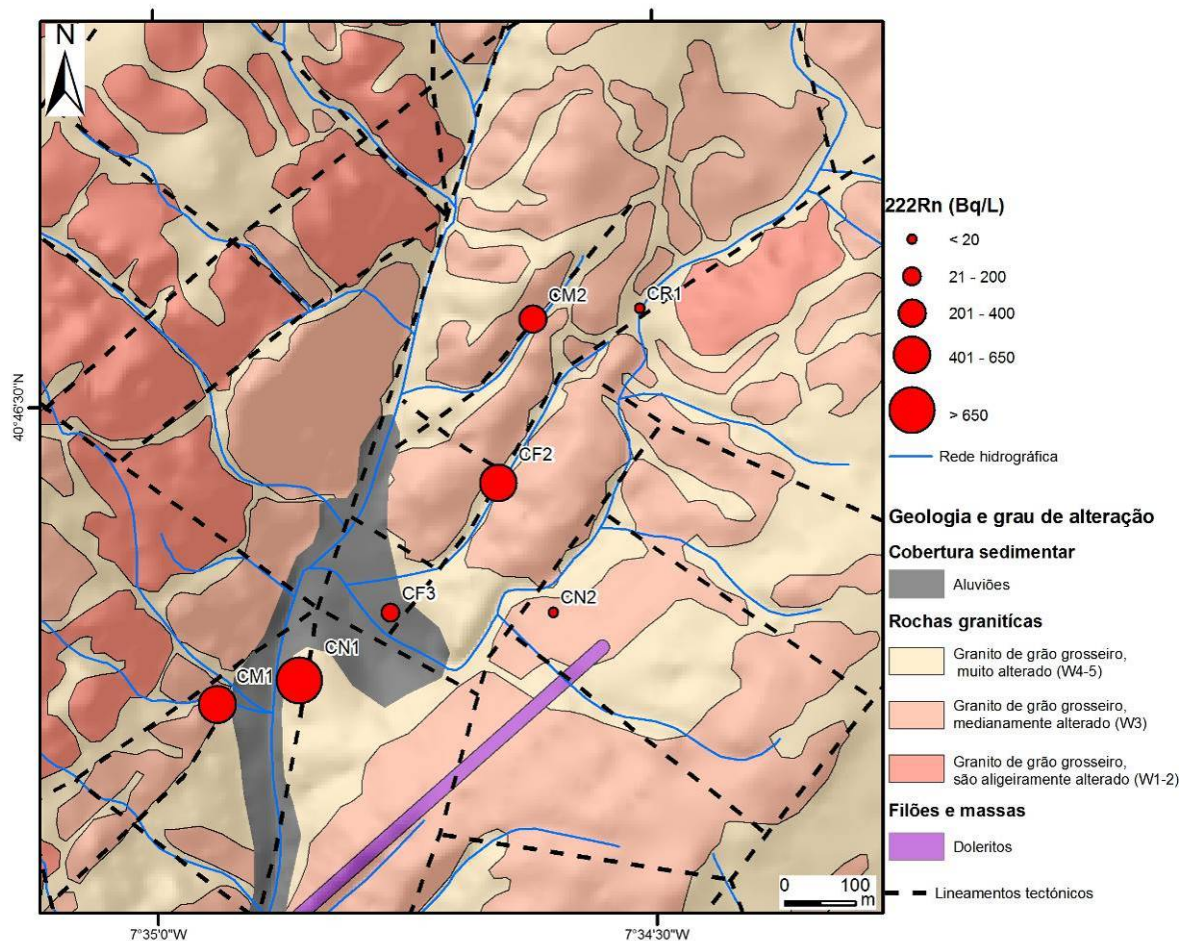 N
CM2
CR1
CF2
CF3
CN2
CN1
CM1
40°46'30"N
7°35'0"W
7°34'30"W
0 100
m
222Rn (Bq/L)
< 20
21 - 200
201 - 400
401 - 650
> 650
Rede hidrográfica
Geologia e grau de alteração
Cobertura sedimentar
Aluviões
Rochas graniticas
Granito de grão grosseiro,
muito alterado (W4-5)
Granito de grão grosseiro,
medianamente alterado (W3)
Granito de grão grosseiro,
são aligeiramente alterado (W1-2)
Filões e massas
Doleritos
Lineamentos tectónicos